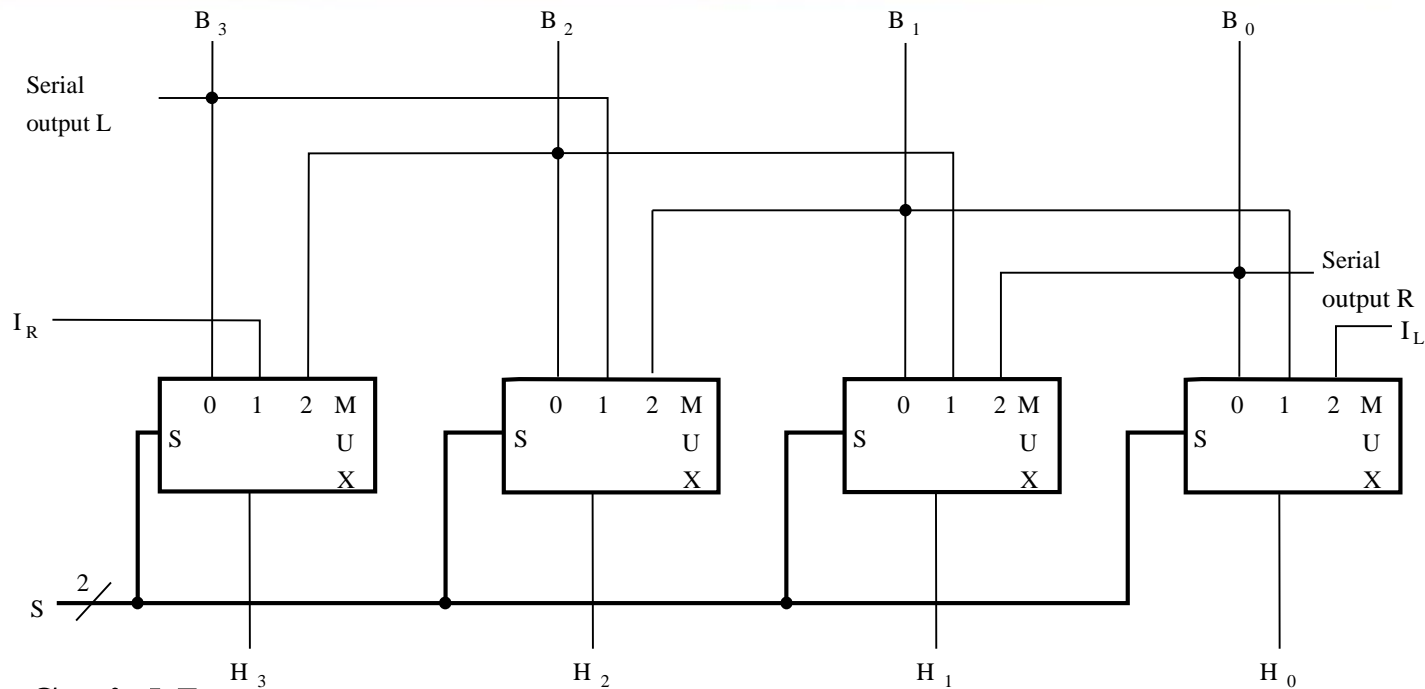 B 3 B 2 B 1 B 0
Serial
output L
Serial
output R
I R
I L
0 1 2 M 0 1 2 M 0 1 2 M 0 1 2 M
S U S U S U S U
X X X X
2
S
H 3 H 2 H 1 H 0